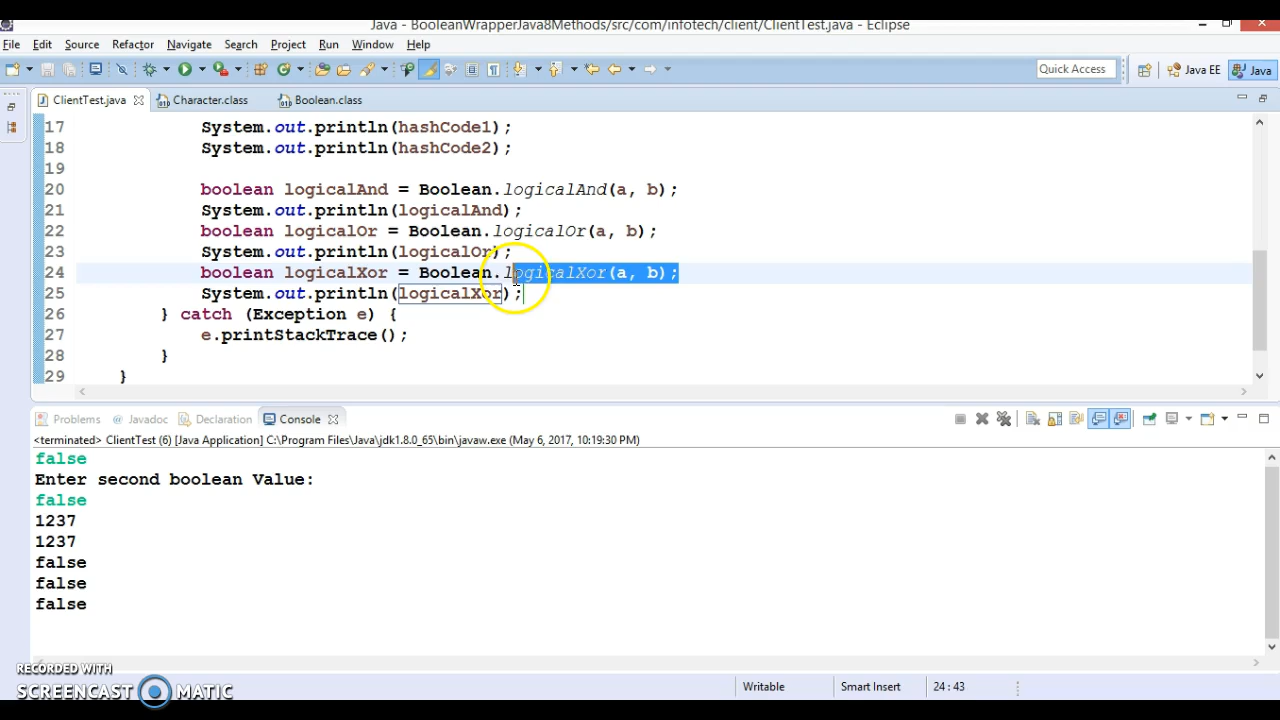 Java - BooleanWrapperJava8Methods/src/com/infotech/client/ClientTest.java - Eclipse
File Edit Source Refactor Navigate Search Project Run Window Help
Quick Access Java EE Java
ClientTest.java Character.class Boolean.class
17 System.out.println(hashCode1);
18 System.out.println(hashCode2);
19
20 boolean logicalAnd = Boolean.logicalAnd(a, b);
21 System.out.println(logicalAnd);
22 boolean logicalOr = Boolean.logicalOr(a, b);
23 System.out.println(logicalOr);
24 boolean logicalXor = Boolean.logicalXor(a, b);
25 System.out.println(logicalXor);
26 } catch (Exception e) {
27 e.printStackTrace();
28 }
29 }
Problems @ Javadoc Declaration Console
<terminated> ClientTest (6) [Java Application] C:\Program Files\Java\jdk1.8.0_65\bin\javaw.exe (May 6, 2017, 10:19:30 PM)
false
Enter second boolean Value:
false
1237
1237
false
false
false
RECORDED WITH
SCREENCAST MATIC
Writable Smart Insert 24 : 43